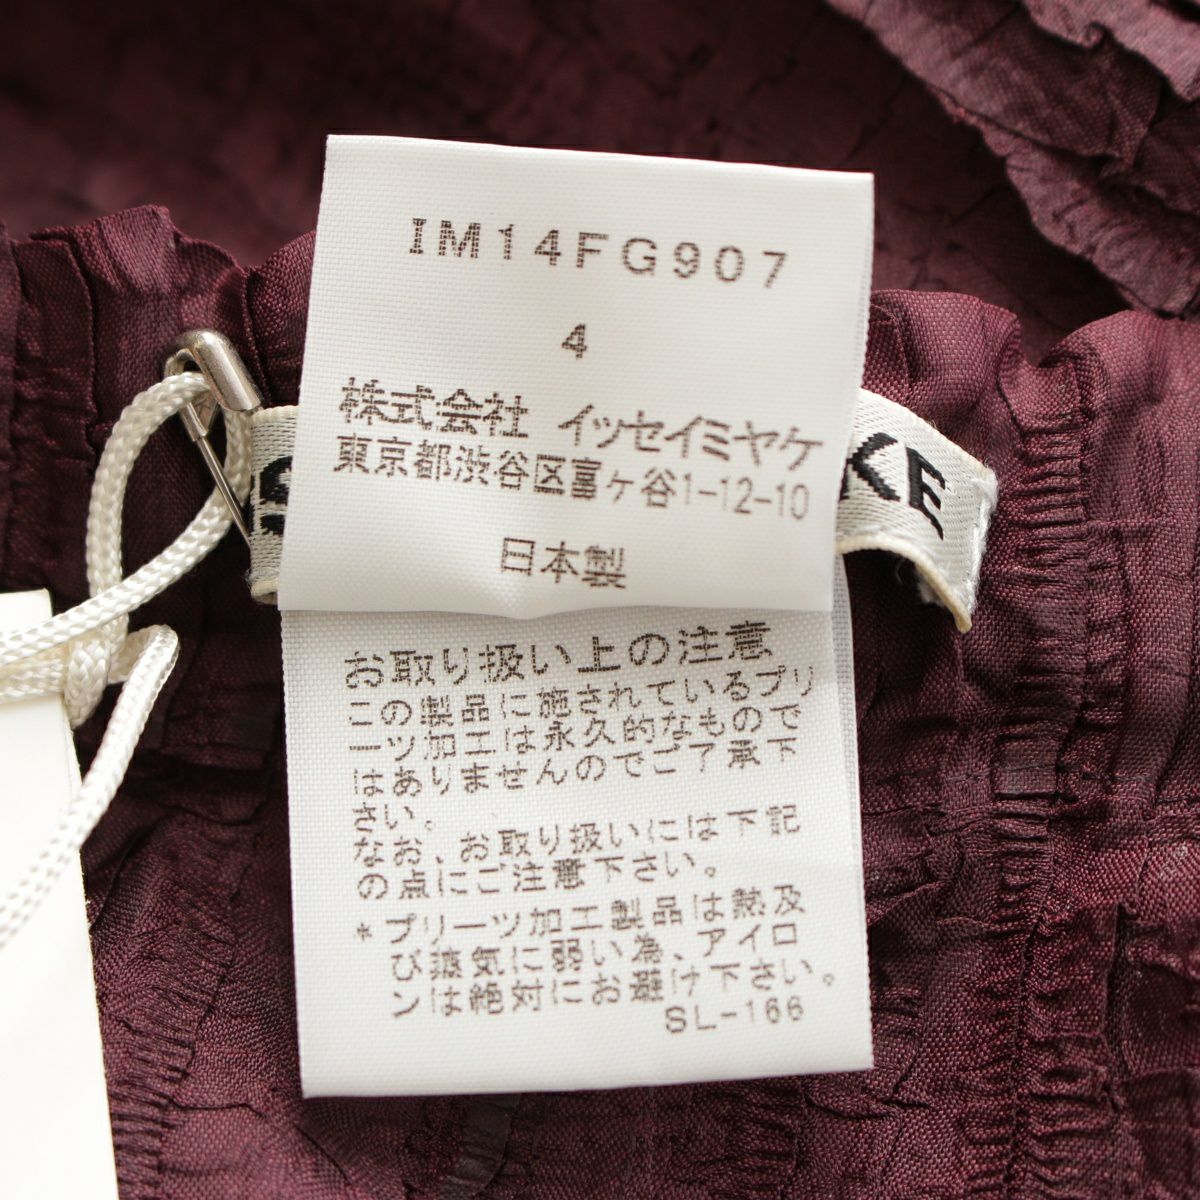 IM14FG907
4
株式会社 イッセイミヤケ
東京都渋谷区富ヶ谷1-12-10
KE
日本製
お取り扱い上の注意
この製品に施されているプリ
ーツ加工は永久的なもので
はありませんのでご了承下
さい。
なお、お取り扱いには下記
の点にご注意下さい。
*プリーツ加工製品は熱及
び蒸気に弱い為、アイロ
ンは絶対にお避け下さい。
SL-166